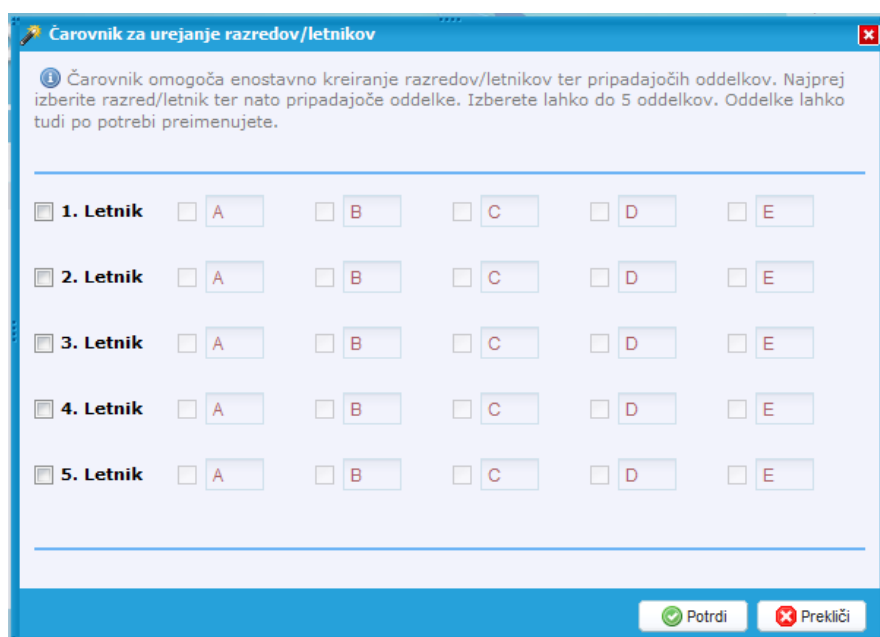 Čarovnik za urejanje razredov/letnikov
Čarovnik omogoča enostavno kreiranje razredov/letnikov ter pripadajočih oddelkov. Najprej
izberite razred/letnik ter nato pripadajoče oddelke. Izberete lahko do 5 oddelkov. Oddelke lahko
tudi po potrebi preimenujete.
1. Letnik A B C D E
2. Letnik A B C D E
3. Letnik A B C D E
4. Letnik A B C D E
5. Letnik A B C D E
Potrdi Prekliči